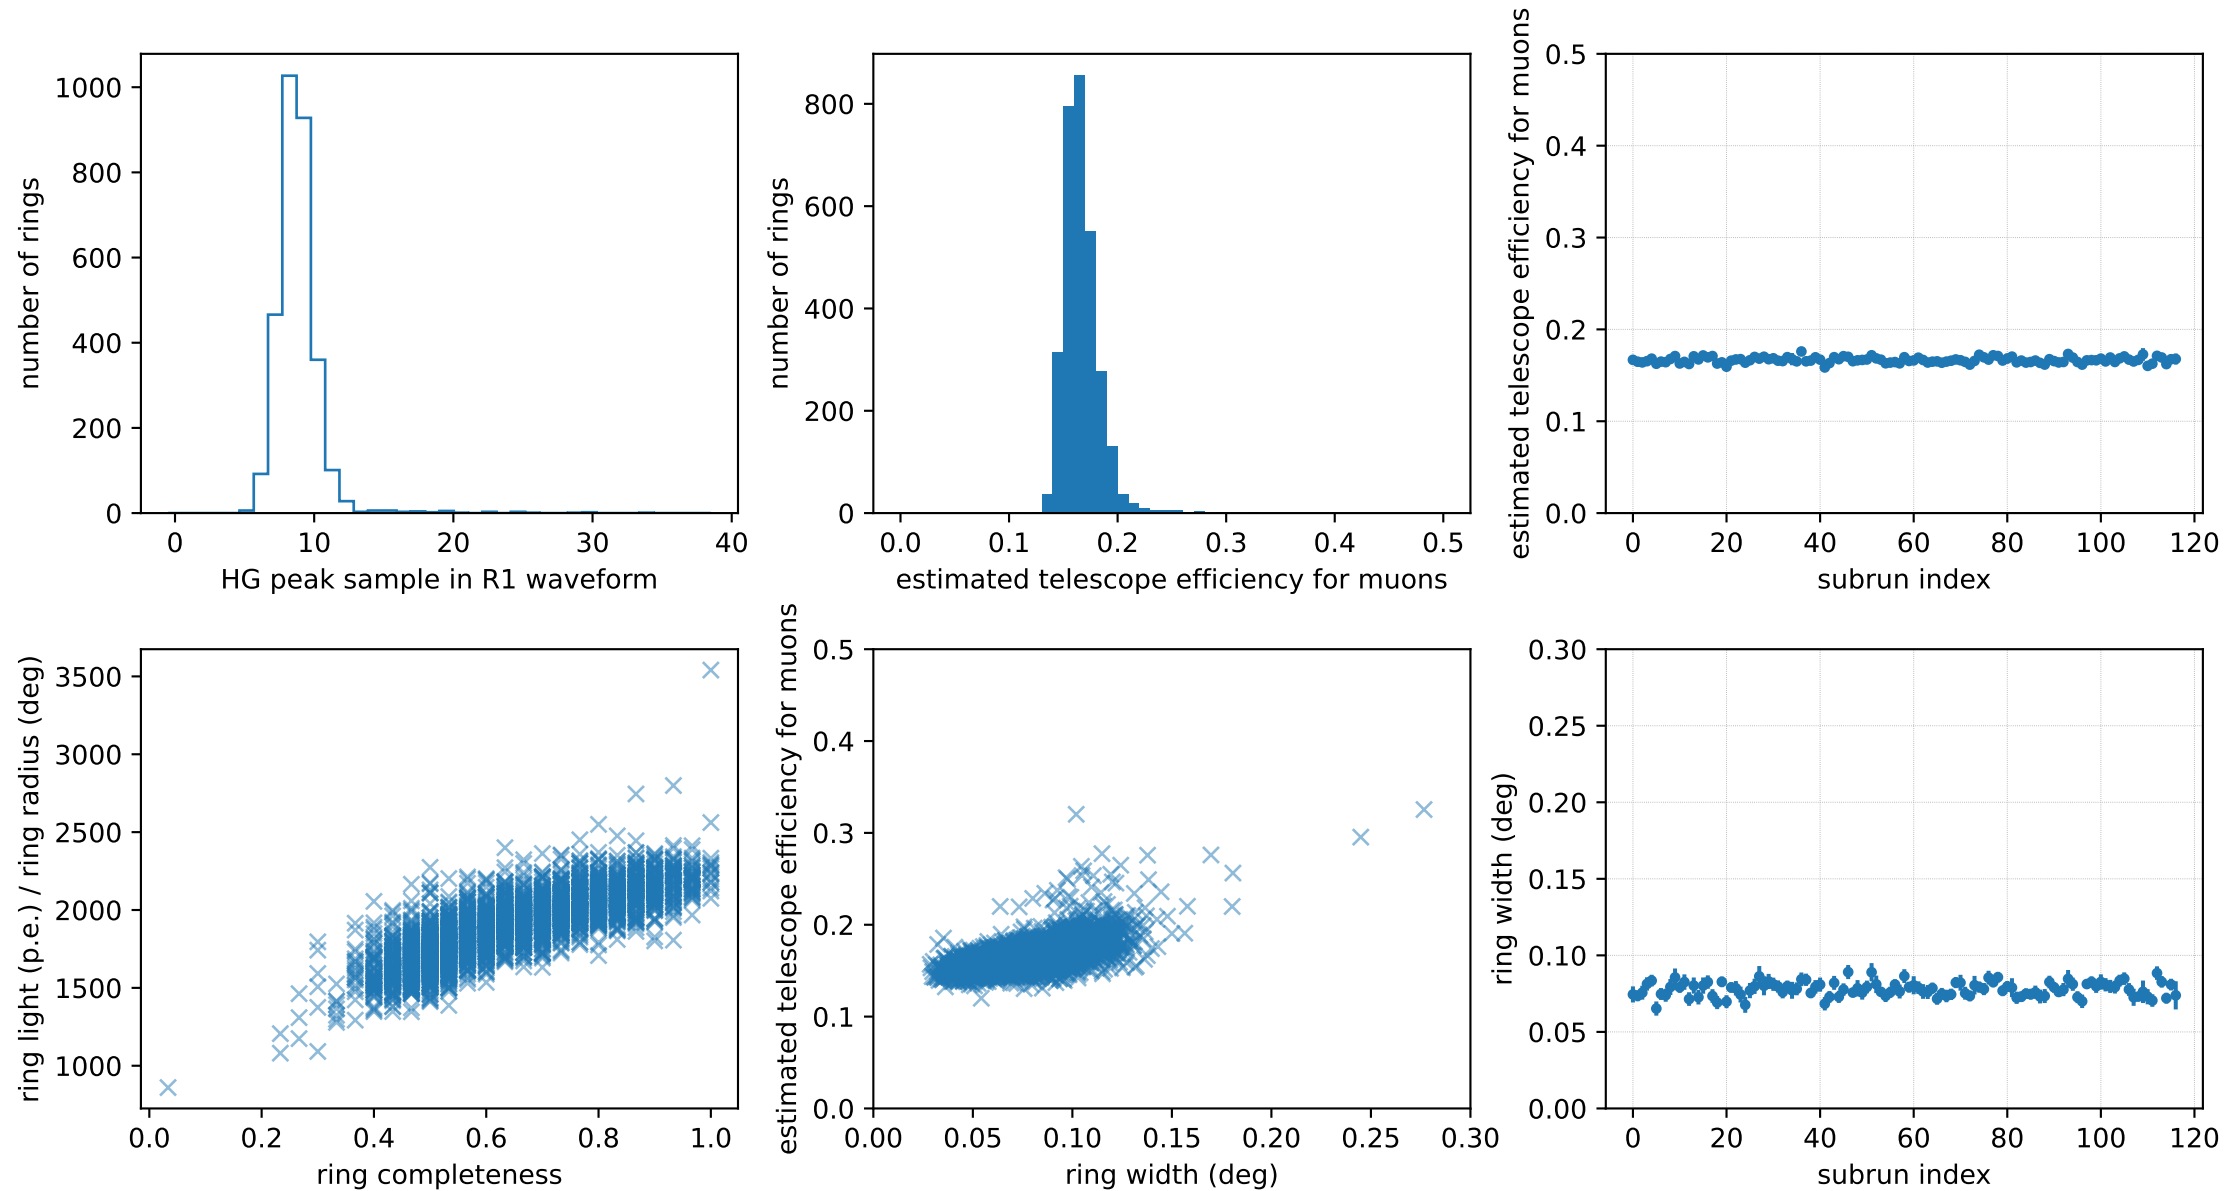 number of rings
1000
800
600
400
200
0
0 10 20 30 40
HG peak sample in R1 waveform
number of rings
800
600
400
200
0
0.0 0.1 0.2 0.3 0.4 0.5
estimated telescope efficiency for muons
estimated telescope efficiency for muons
0.5
0.4
0.3
0.2
0.1
0.0
0 20 40 60 80 100 120
subrun index
ring light (p.e.) / ring radius (deg)
3500
3000
2500
2000
1500
1000
0.0 0.2 0.4 0.6 0.8 1.0
ring completeness
estimated telescope efficiency for muons
0.5
0.4
0.3
0.2
0.1
0.0
0.00 0.05 0.10 0.15 0.20 0.25 0.30
ring width (deg)
ring width (deg)
0.30
0.25
0.20
0.15
0.10
0.05
0.00
0 20 40 60 80 100 120
subrun index